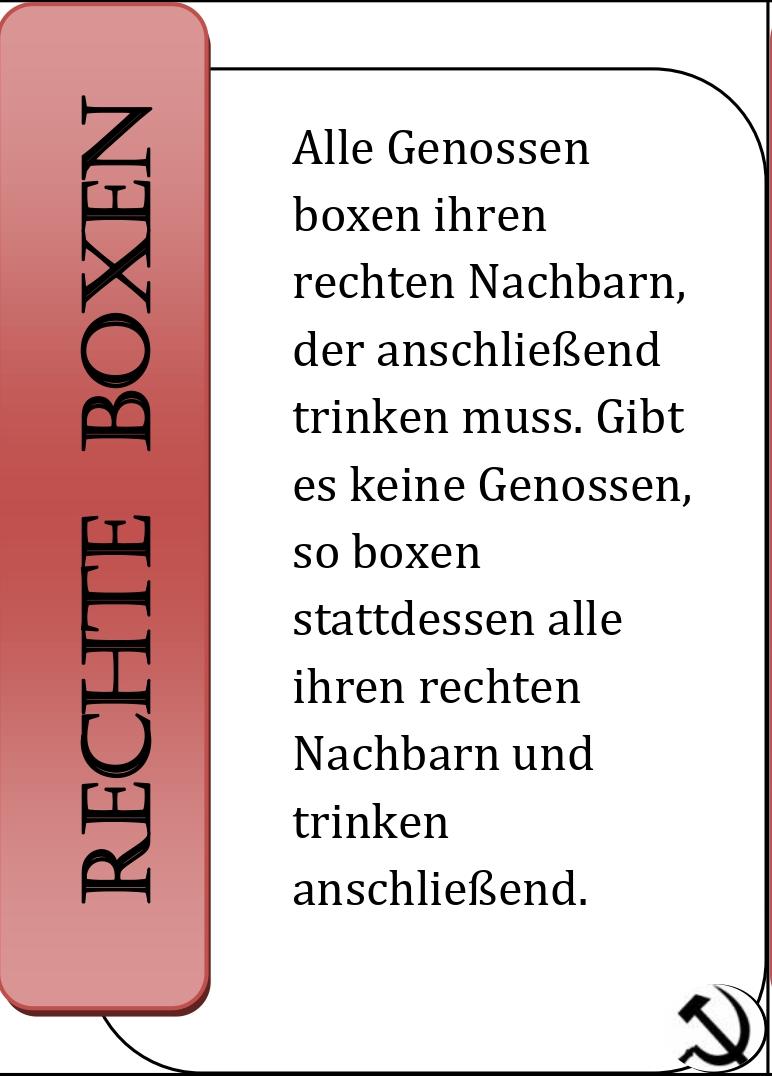 RECHTE BOXEN
Alle Genossen
boxen ihren
rechten Nachbarn,
der anschließend
trinken muss. Gibt
es keine Genossen,
so boxen
stattdessen alle
ihren rechten
Nachbarn und
trinken
anschließend.